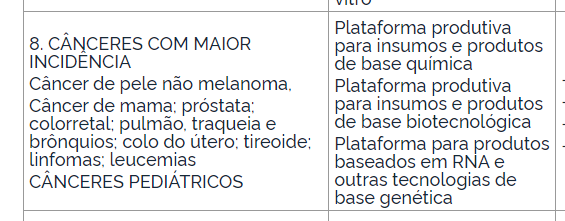 vitro
8. CÂNCERES COM MAIOR
INCIDÊNCIA
Câncer de pele não melanoma,
Câncer de mama; próstata;
colorretal; pulmão, traqueia e
brônquios; colo do útero; tireoide;
linfomas; leucemias
CÂNCERES PEDIÁTRICOS
Plataforma produtiva
para insumos e produtos
de base química
Plataforma produtiva
para insumos e produtos
de base biotecnológica
Plataforma para produtos
baseados em RNA e
outras tecnologias de
base genética